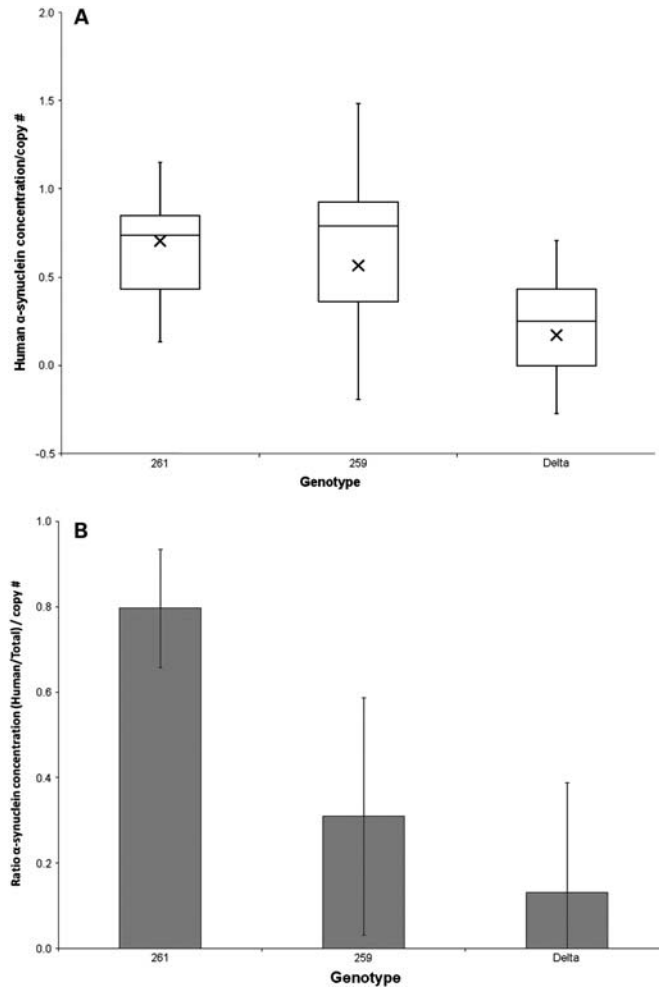 A
2.0
1.5
1.0
0.5
0.0
-0.5
Human α-synuclein concentration/copy #
261 259 Delta
Genotype
B
1.0
0.8
0.6
0.4
0.2
0.0
Ratio α-synuclein concentration (Human/Total) / copy #
261 259 Delta
Genotype